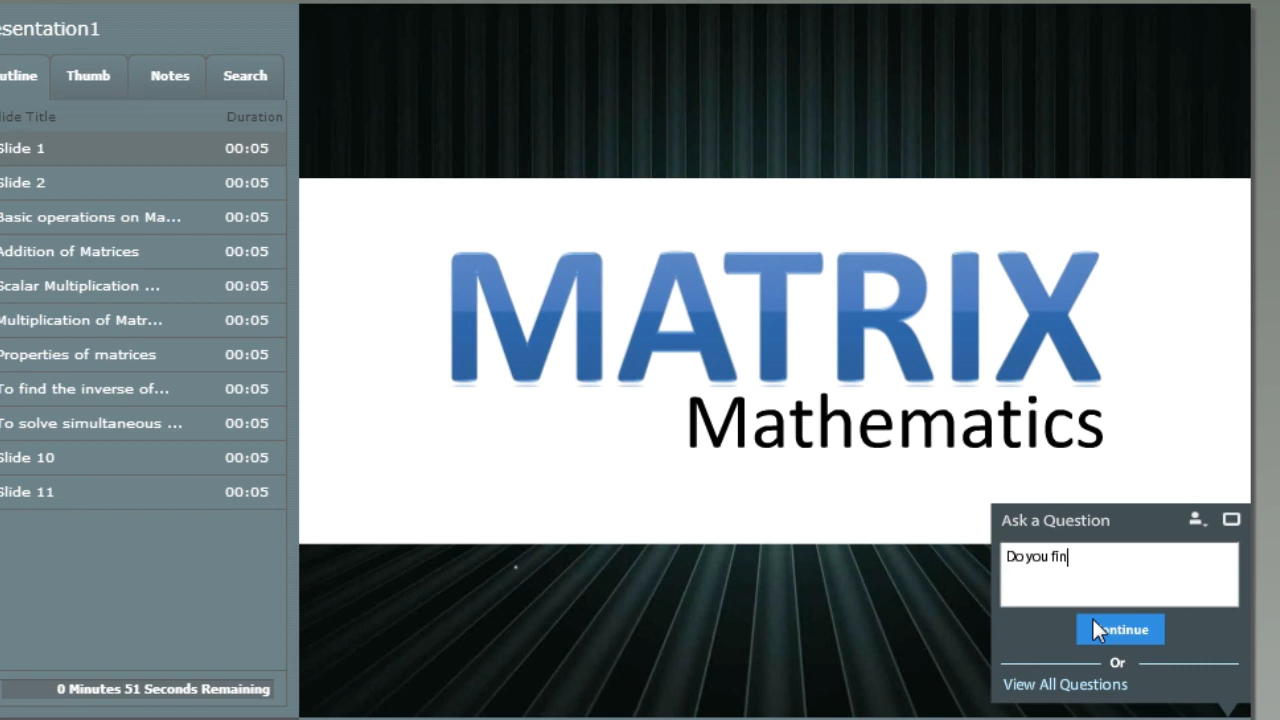 esentation1
utline Thumb Notes Search
lide Title Duration
Slide 1 00:05
Slide 2 00:05
Basic operations on Ma... 00:05
Addition of Matrices 00:05
Scalar Multiplication ... 00:05
Multiplication of Matr... 00:05
Properties of matrices 00:05
To find the inverse of... 00:05
To solve simultaneous ... 00:05
Slide 10 00:05
Slide 11 00:05
0 Minutes 51 Seconds Remaining
MATRIX
Mathematics
Ask a Question
Do you fin
ontinue
Or
View All Questions